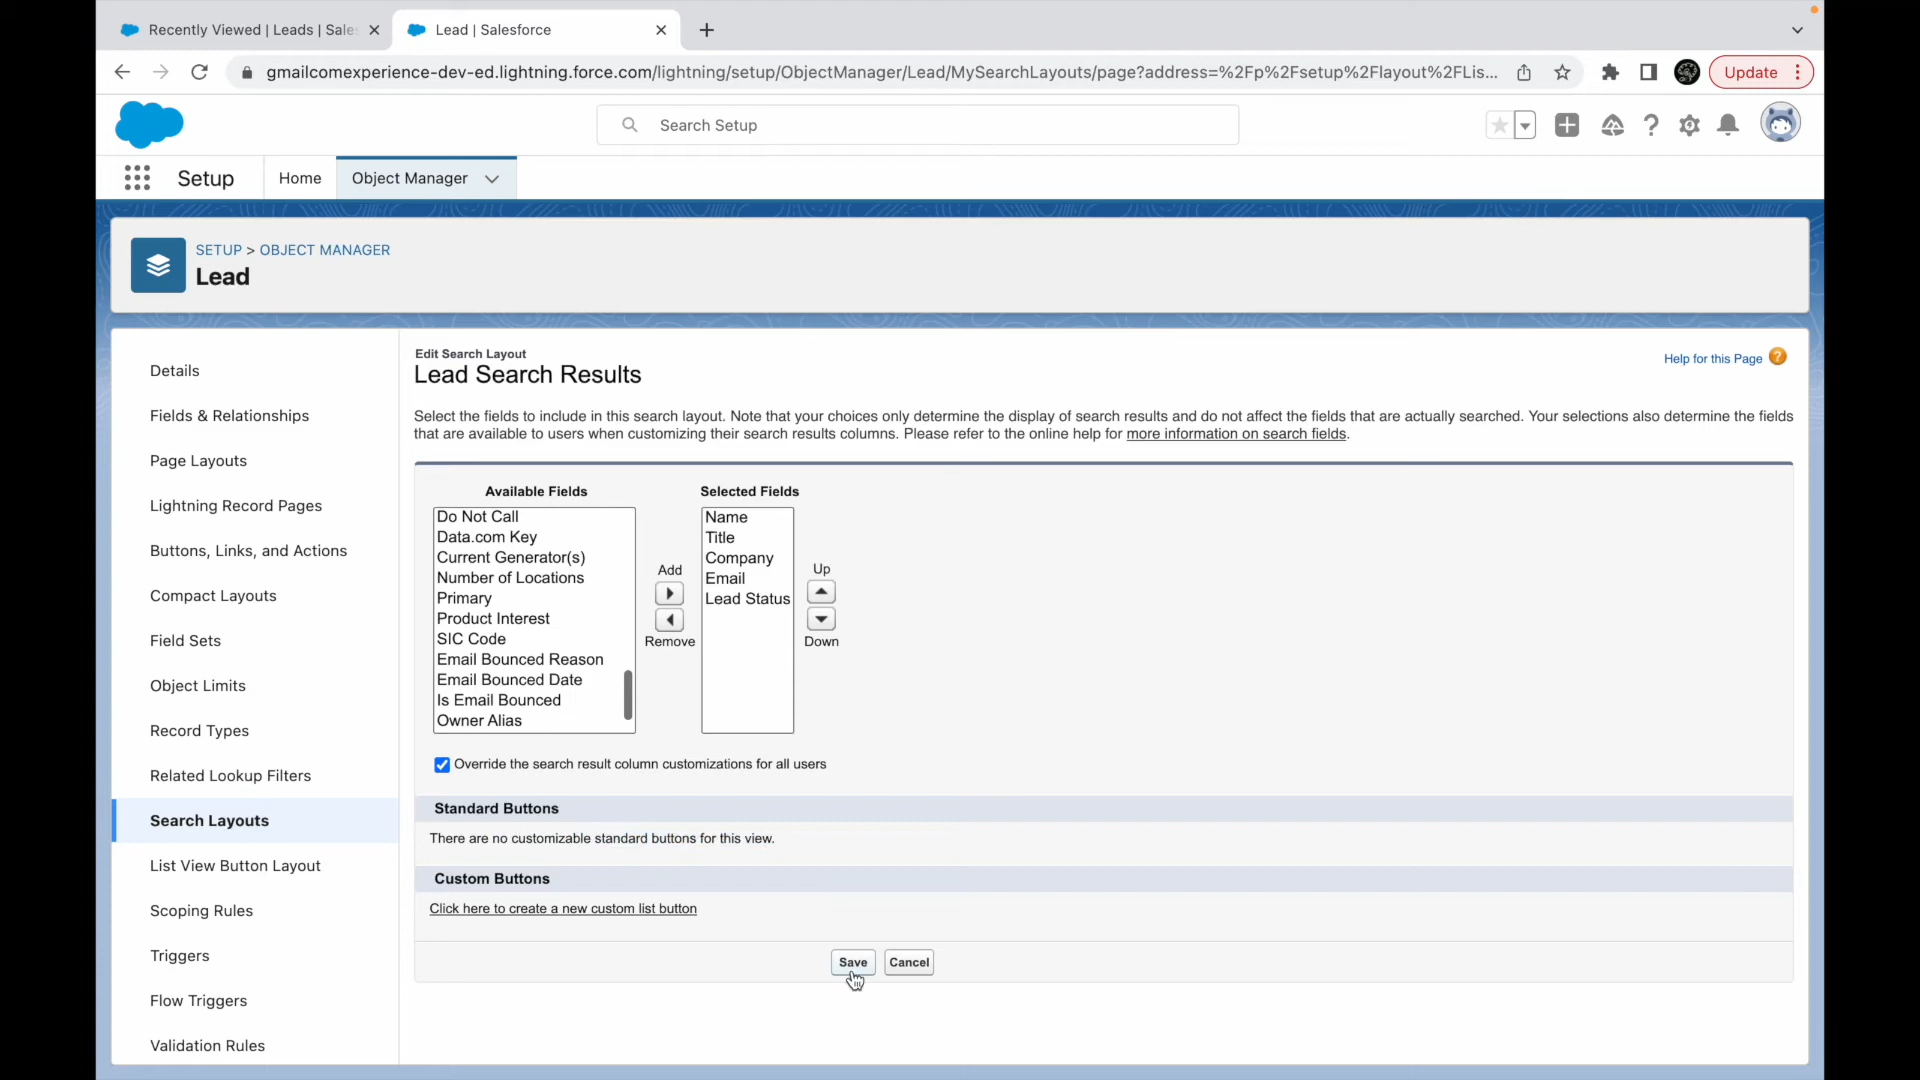 Recently Viewed | Leads | Sale
Lead | Salesforce
gmailcomexperience-dev-ed.lightning.force.com/lightning/setup/ObjectManager/Lead/MySearchLayouts/page?address=%2Fp%2Fsetup%2Flayout%2FLis...
Update
Search Setup
Setup
Home
Object Manager
SETUP > OBJECT MANAGER
Lead
Details
Fields & Relationships
Page Layouts
Lightning Record Pages
Buttons, Links, and Actions
Compact Layouts
Field Sets
Object Limits
Record Types
Related Lookup Filters
Search Layouts
List View Button Layout
Scoping Rules
Triggers
Flow Triggers
Validation Rules
Edit Search Layout
Lead Search Results
Help for this Page ?
Select the fields to include in this search layout. Note that your choices only determine the display of search results and do not affect the fields that are actually searched. Your selections also determine the fields
that are available to users when customizing their search results columns. Please refer to the online help for more information on search fields.
Available Fields
Do Not Call
Data.com Key
Current Generator(s)
Number of Locations
Primary
Product Interest
SIC Code
Email Bounced Reason
Email Bounced Date
Is Email Bounced
Owner Alias
Add
Remove
Selected Fields
Name
Title
Company
Email
Lead Status
Up
Down
Override the search result column customizations for all users
Standard Buttons
There are no customizable standard buttons for this view.
Custom Buttons
Click here to create a new custom list button
Save
Cancel